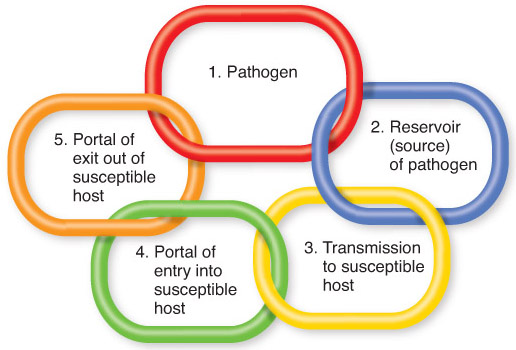 1. Pathogen
2. Reservoir
(source)
of pathogen
3. Transmission
to susceptible
host
4. Portal of
entry into
susceptible
host
5. Portal of
exit out of
susceptible
host